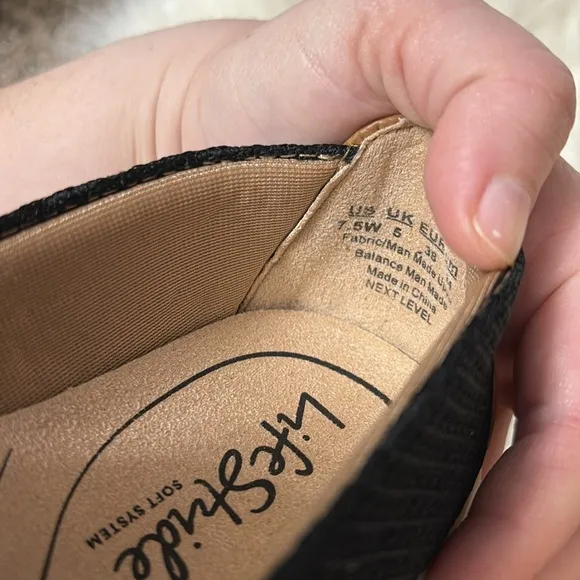 US UK EUR
7.5W 5 38
Fabric/Man Made
Balance Man Made
Made in China
NEXT LEVEL
LifeStride
SOFT SYSTEM